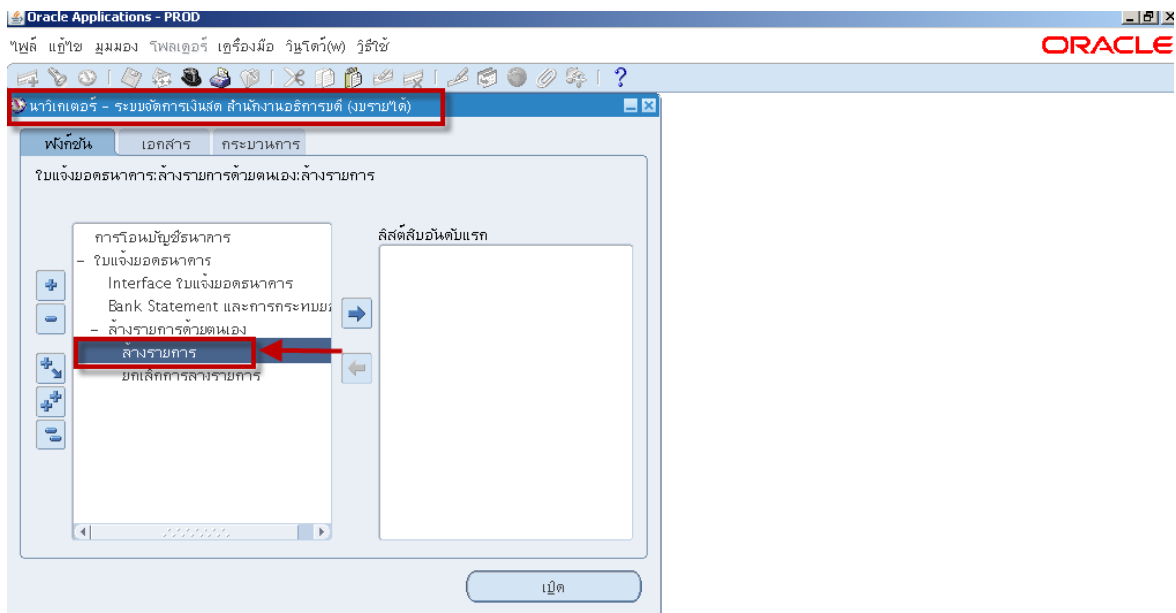 Oracle Applications - PROD
ไฟล์ แก้ไข มุมมอง โฟลเดอร์ เครื่องมือ วินโดว์(w) วิธีใช้
ORACLE
นาวิเกเตอร์ - ระบบจัดการเงินสด สำนักงานอธิการบดี (งบรายได้)
ฟังก์ชัน เอกสาร กระบวนการ
ใบแจ้งยอดธนาคาร:ล้างรายการด้วยตนเอง:ล้างรายการ
ลิสต์สิบอันดับแรก
การโอนบัญชีธนาคาร
- ใบแจ้งยอดธนาคาร
Interface ใบแจ้งยอดธนาคาร
Bank Statement และการกระทบย
- ล้างรายการด้วยตนเอง
ล้างรายการ
ยกเลิกการล้างรายการ
เปิด